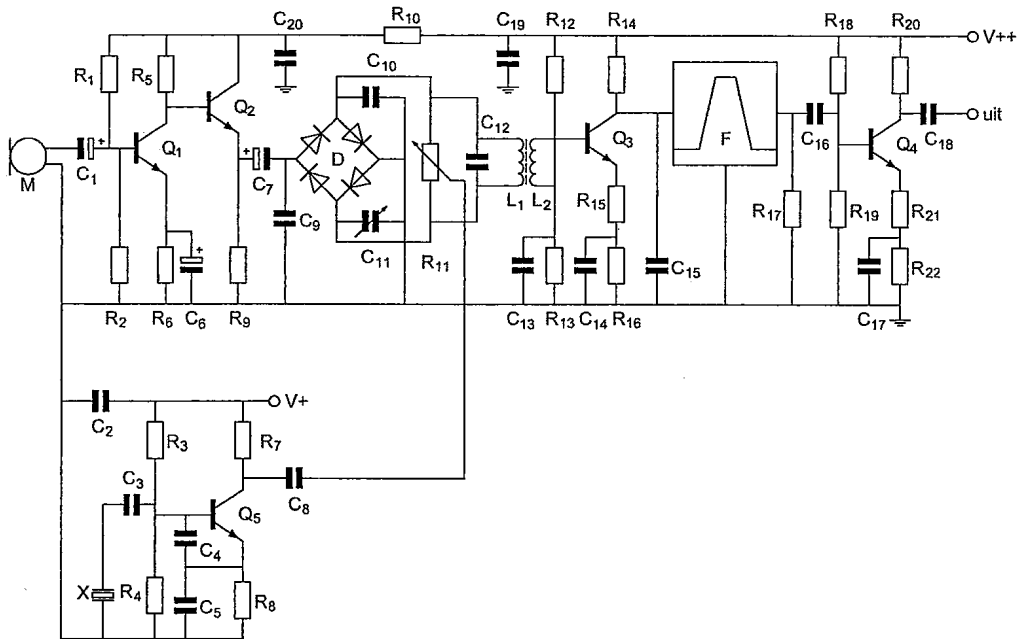 R10
R12
R14
R18
R20
C20
C19
V++
R1
R5
C10
Q2
C12
F
C16
C18
uit
M
C1
+
Q1
+
C7
D
Q3
Q4
L1
L2
R15
R17
R19
R21
C9
C11
R11
C15
R22
+
R2
R6
C6
R9
C13
R13
C14
R16
C17
C2
V+
R3
R7
C3
C8
Q5
C4
X
R4
C5
R8